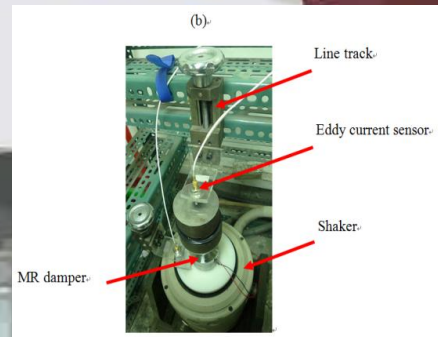 (b)
Line track
Eddy current sensor
Shaker
MR damper